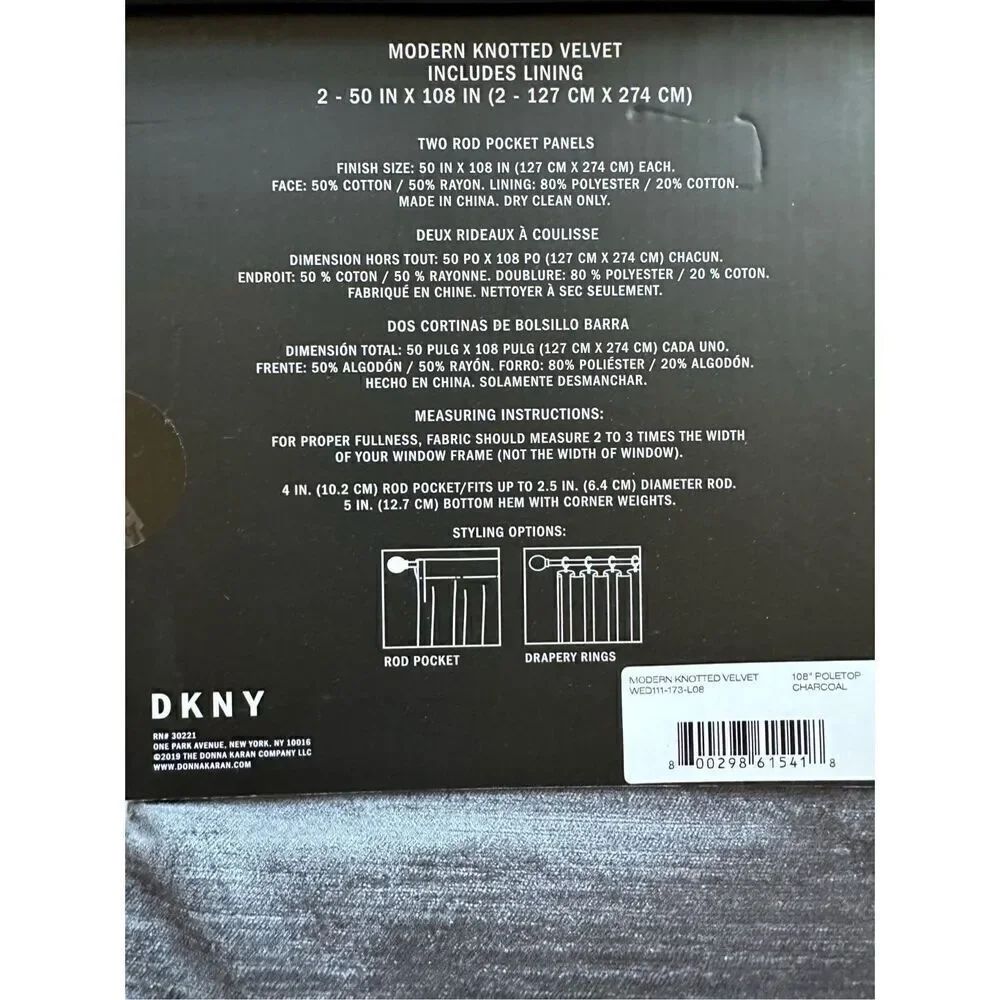 MODERN KNOTTED VELVET
INCLUDES LINING
2 - 50 IN X 108 IN (2 - 127 CM X 274 CM)
TWO ROD POCKET PANELS
FINISH SIZE: 50 IN X 108 IN (127 CM X 274 CM) EACH.
FACE: 50% COTTON / 50% RAYON. LINING: 80% POLYESTER / 20% COTTON.
MADE IN CHINA. DRY CLEAN ONLY.
DEUX RIDEAUX À COULISSE
DIMENSION HORS TOUT: 50 PO X 108 PO (127 CM X 274 CM) CHACUN.
ENDROIT: 50 % COTON / 50 % RAYONNE. DOUBLURE: 80 % POLYESTER / 20 % COTON.
FABRIQUÉ EN CHINE. NETTOYER À SEC SEULEMENT.
DOS CORTINAS DE BOLSILLO BARRA
DIMENSIÓN TOTAL: 50 PULG X 108 PULG (127 CM X 274 CM) CADA UNO.
FRENTE: 50% ALGODÓN / 50% RAYÓN. FORRO: 80% POLIÉSTER / 20% ALGODÓN.
HECHO EN CHINA. SOLAMENTE DESMANCHAR.
MEASURING INSTRUCTIONS:
FOR PROPER FULLNESS, FABRIC SHOULD MEASURE 2 TO 3 TIMES THE WIDTH
OF YOUR WINDOW FRAME (NOT THE WIDTH OF WINDOW).
4 IN. (10.2 CM) ROD POCKET/FITS UP TO 2.5 IN. (6.4 CM) DIAMETER ROD.
5 IN. (12.7 CM) BOTTOM HEM WITH CORNER WEIGHTS.
STYLING OPTIONS:
ROD POCKET
DRAPERY RINGS
DKNY
RN# 30221
ONE PARK AVENUE, NEW YORK, NY 10016
©2019 THE DONNA KARAN COMPANY LLC
WWW.DONNAKARAN.COM
MODERN KNOTTED VELVET 108" POLETOP
WED111-173-L08 CHARCOAL
8 00298 61541 8